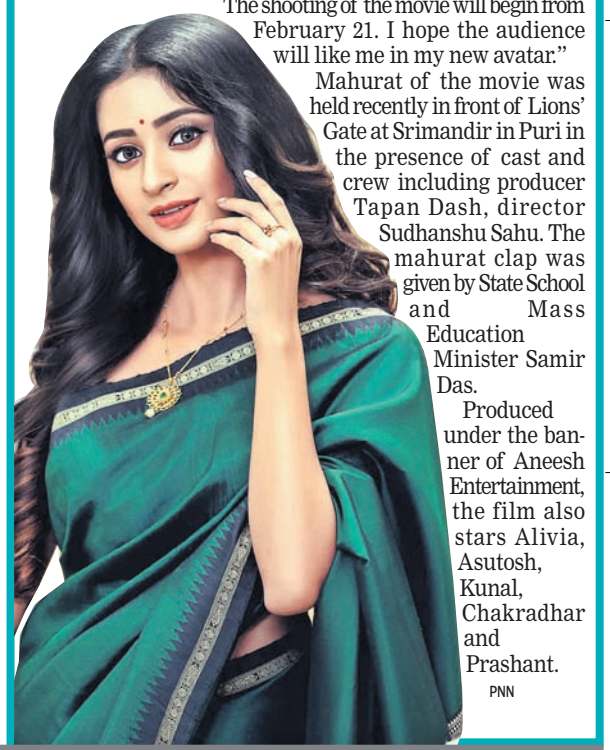 The shooting of the movie will begin from
February 21. I hope the audience
will like me in my new avatar.”
Mahurat of the movie was
held recently in front of Lions’
Gate at Srimandir in Puri in
the presence of cast and
crew including producer
Tapan Dash, director
Sudhanshu Sahu. The
mahurat clap was
given by State School
and Mass
Education
Minister Samir
Das.
Produced
under the ban-
ner of Aneesh
Entertainment,
the film also
stars Alivia,
Asutosh,
Kunal,
Chakradhar
and
Prashant.
PNN